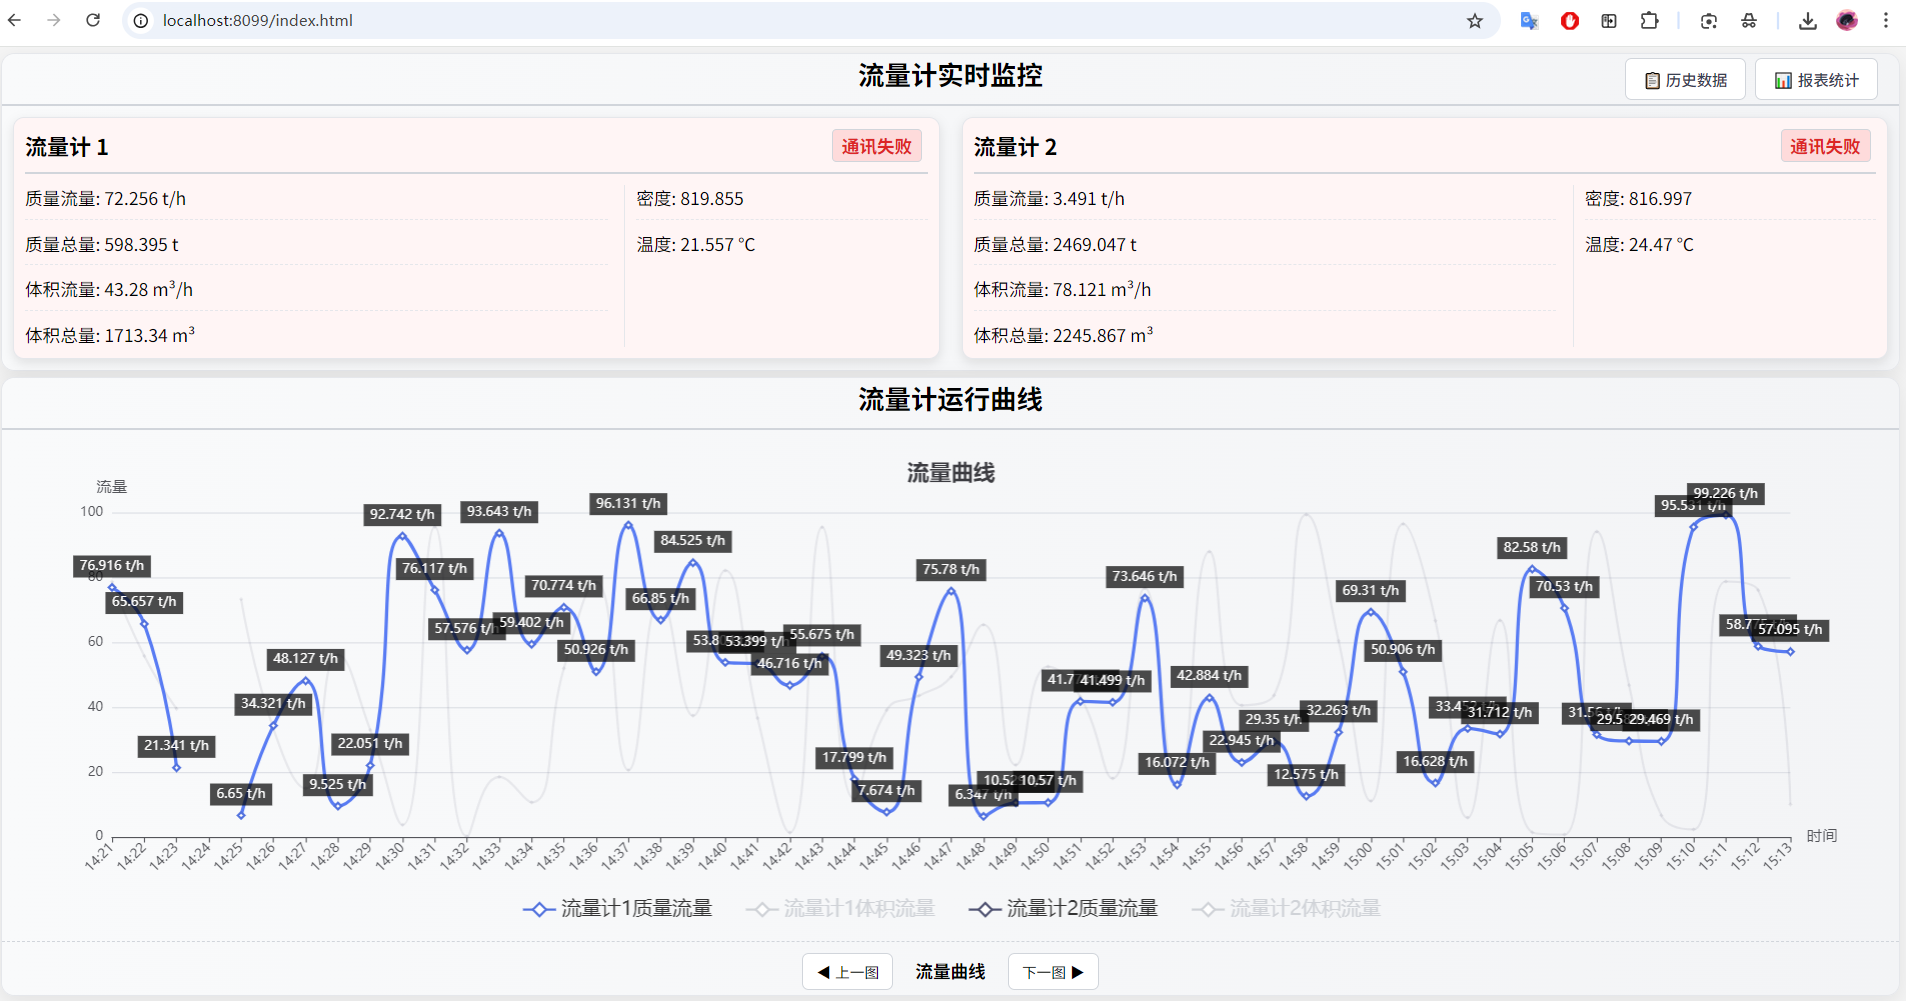 localhost:8099/index.html
流量计实时监控
📋 历史数据
📊 报表统计
流量计 1
通讯失败
质量流量: 72.256 t/h
密度: 819.855
质量总量: 598.395 t
温度: 21.557 °C
体积流量: 43.28 m³/h
体积总量: 1713.34 m³
流量计 2
通讯失败
质量流量: 3.491 t/h
密度: 816.997
质量总量: 2469.047 t
温度: 24.47 °C
体积流量: 78.121 m³/h
体积总量: 2245.867 m³
流量计运行曲线
流量曲线
流量
100
80
60
40
20
0
76.916 t/h
65.657 t/h
21.341 t/h
6.65 t/h
34.321 t/h
48.127 t/h
9.525 t/h
22.051 t/h
92.742 t/h
76.117 t/h
57.576 t/h
93.643 t/h
59.402 t/h
70.774 t/h
50.926 t/h
96.131 t/h
66.85 t/h
84.525 t/h
53.399 t/h
46.716 t/h
55.675 t/h
17.799 t/h
7.674 t/h
49.323 t/h
75.78 t/h
6.347 t/h
10.57 t/h
41.499 t/h
73.646 t/h
16.072 t/h
42.884 t/h
22.945 t/h
29.35 t/h
12.575 t/h
32.263 t/h
69.31 t/h
50.906 t/h
16.628 t/h
31.712 t/h
82.58 t/h
70.53 t/h
29.469 t/h
95.531 t/h
99.226 t/h
57.095 t/h
14:21
14:22
14:23
14:24
14:25
14:26
14:27
14:28
14:29
14:30
14:31
14:32
14:33
14:34
14:35
14:36
14:37
14:38
14:39
14:40
14:41
14:42
14:43
14:44
14:45
14:46
14:47
14:48
14:49
14:50
14:51
14:52
14:53
14:54
14:55
14:56
14:57
14:58
14:59
15:00
15:01
15:02
15:03
15:04
15:05
15:06
15:07
15:08
15:09
15:10
15:11
15:12
15:13
时间
流量计1质量流量
流量计1体积流量
流量计2质量流量
流量计2体积流量
◀ 上一图
流量曲线
下一图 ▶